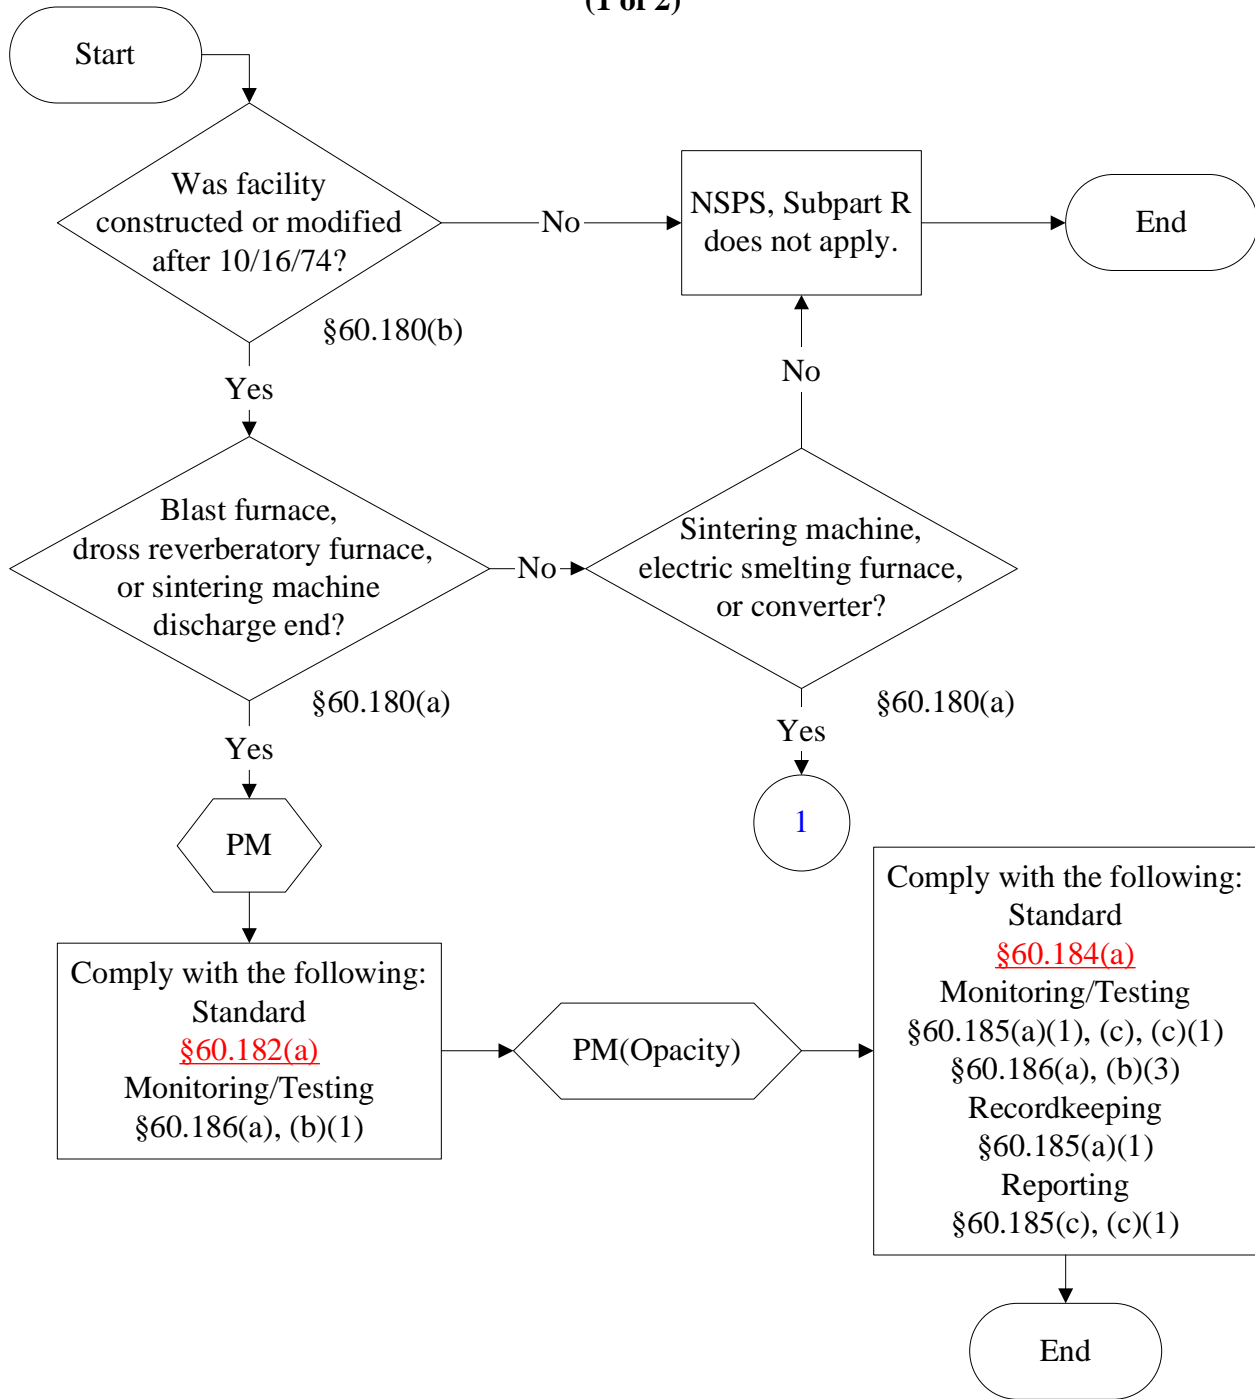 (1 of 2)
Start
Was facility
constructed or modified
after 10/16/74?
No
NSPS, Subpart R
does not apply.
End
§60.180(b)
Yes
No
Blast furnace,
dross reverberatory furnace,
or sintering machine
discharge end?
No
Sintering machine,
electric smelting furnace,
or converter?
§60.180(a)
§60.180(a)
Yes
Yes
PM
1
Comply with the following:
Standard
§60.182(a)
Monitoring/Testing
§60.186(a), (b)(1)
PM(Opacity)
Comply with the following:
Standard
§60.184(a)
Monitoring/Testing
§60.185(a)(1), (c), (c)(1)
§60.186(a), (b)(3)
Recordkeeping
§60.185(a)(1)
Reporting
§60.185(c), (c)(1)
End